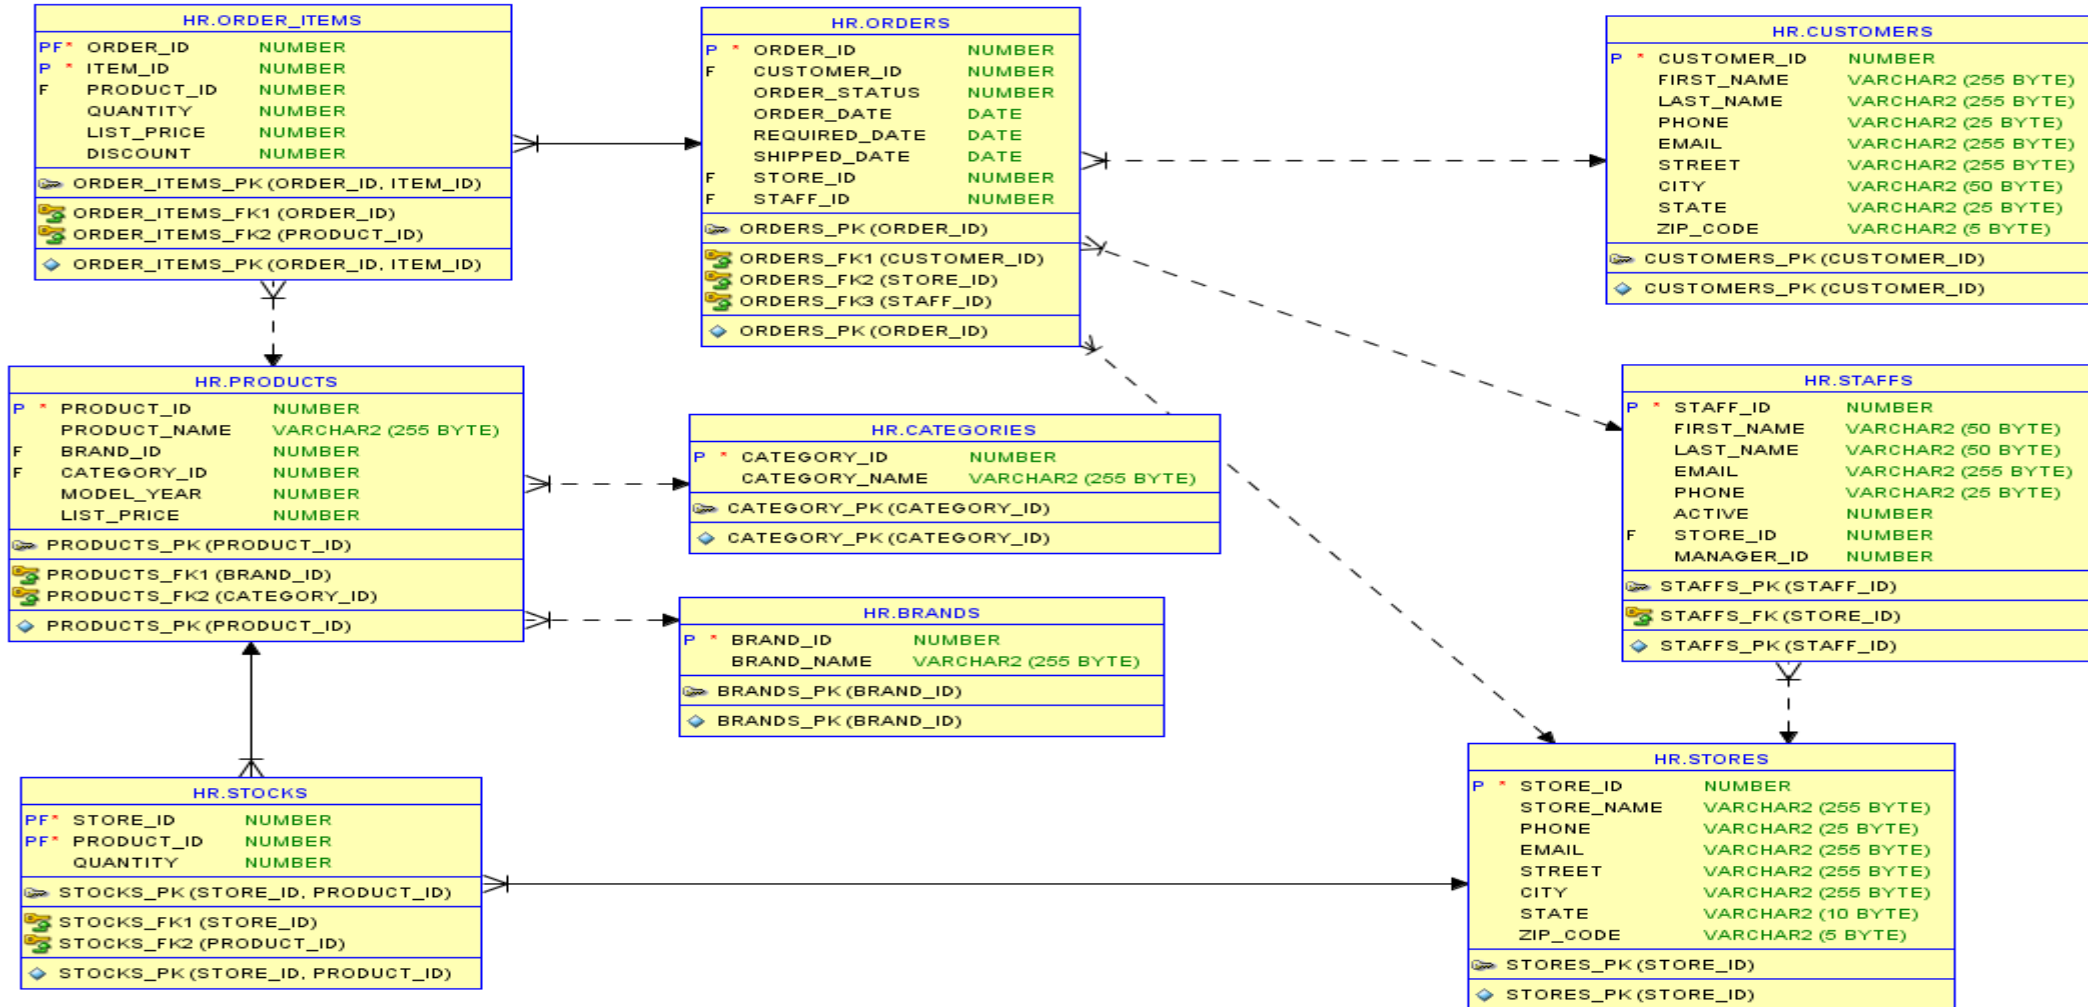 HR.ORDER_ITEMS
PF* ORDER_ID NUMBER
P * ITEM_ID NUMBER
F PRODUCT_ID NUMBER
QUANTITY NUMBER
LIST_PRICE NUMBER
DISCOUNT NUMBER
ORDER_ITEMS_PK (ORDER_ID, ITEM_ID)
ORDER_ITEMS_FK1 (ORDER_ID)
ORDER_ITEMS_FK2 (PRODUCT_ID)
ORDER_ITEMS_PK (ORDER_ID, ITEM_ID)
HR.ORDERS
P * ORDER_ID NUMBER
F CUSTOMER_ID NUMBER
ORDER_STATUS NUMBER
ORDER_DATE DATE
REQUIRED_DATE DATE
SHIPPED_DATE DATE
F STORE_ID NUMBER
F STAFF_ID NUMBER
ORDERS_PK (ORDER_ID)
ORDERS_FK1 (CUSTOMER_ID)
ORDERS_FK2 (STORE_ID)
ORDERS_FK3 (STAFF_ID)
ORDERS_PK (ORDER_ID)
HR.CUSTOMERS
P * CUSTOMER_ID NUMBER
FIRST_NAME VARCHAR2 (255 BYTE)
LAST_NAME VARCHAR2 (255 BYTE)
PHONE VARCHAR2 (25 BYTE)
EMAIL VARCHAR2 (255 BYTE)
STREET VARCHAR2 (255 BYTE)
CITY VARCHAR2 (50 BYTE)
STATE VARCHAR2 (25 BYTE)
ZIP_CODE VARCHAR2 (5 BYTE)
CUSTOMERS_PK (CUSTOMER_ID)
CUSTOMERS_PK (CUSTOMER_ID)
HR.PRODUCTS
P * PRODUCT_ID NUMBER
PRODUCT_NAME VARCHAR2 (255 BYTE)
F BRAND_ID NUMBER
F CATEGORY_ID NUMBER
MODEL_YEAR NUMBER
LIST_PRICE NUMBER
PRODUCTS_PK (PRODUCT_ID)
PRODUCTS_FK1 (BRAND_ID)
PRODUCTS_FK2 (CATEGORY_ID)
PRODUCTS_PK (PRODUCT_ID)
HR.CATEGORIES
P * CATEGORY_ID NUMBER
CATEGORY_NAME VARCHAR2 (255 BYTE)
CATEGORY_PK (CATEGORY_ID)
CATEGORY_PK (CATEGORY_ID)
HR.STAFFS
P * STAFF_ID NUMBER
FIRST_NAME VARCHAR2 (50 BYTE)
LAST_NAME VARCHAR2 (50 BYTE)
EMAIL VARCHAR2 (255 BYTE)
PHONE VARCHAR2 (25 BYTE)
ACTIVE NUMBER
F STORE_ID NUMBER
MANAGER_ID NUMBER
STAFFS_PK (STAFF_ID)
STAFFS_FK (STORE_ID)
STAFFS_PK (STAFF_ID)
HR.BRANDS
P * BRAND_ID NUMBER
BRAND_NAME VARCHAR2 (255 BYTE)
BRANDS_PK (BRAND_ID)
BRANDS_PK (BRAND_ID)
HR.STOCKS
PF* STORE_ID NUMBER
PF* PRODUCT_ID NUMBER
QUANTITY NUMBER
STOCKS_PK (STORE_ID, PRODUCT_ID)
STOCKS_FK1 (STORE_ID)
STOCKS_FK2 (PRODUCT_ID)
STOCKS_PK (STORE_ID, PRODUCT_ID)
HR.STORES
P * STORE_ID NUMBER
STORE_NAME VARCHAR2 (255 BYTE)
PHONE VARCHAR2 (25 BYTE)
EMAIL VARCHAR2 (255 BYTE)
STREET VARCHAR2 (255 BYTE)
CITY VARCHAR2 (255 BYTE)
STATE VARCHAR2 (10 BYTE)
ZIP_CODE VARCHAR2 (5 BYTE)
STORES_PK (STORE_ID)
STORES_PK (STORE_ID)